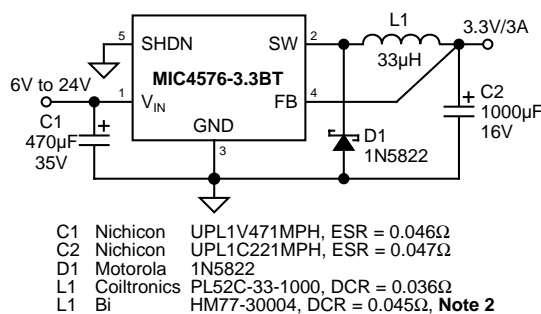 L1
3.3V/3A
5
SHDN
SW
2
33µH
MIC4576-3.3BT
6V to 24V
1
VIN
FB
4
C2
1000µF
16V
C1
470µF
35V
GND
3
D1
1N5822
C1 Nichicon UPL1V471MPH, ESR = 0.046Ω
C2 Nichicon UPL1C221MPH, ESR = 0.047Ω
D1 Motorola 1N5822
L1 Coiltronics PL52C-33-1000, DCR = 0.036Ω
L1 Bi HM77-30004, DCR = 0.045Ω, Note 2